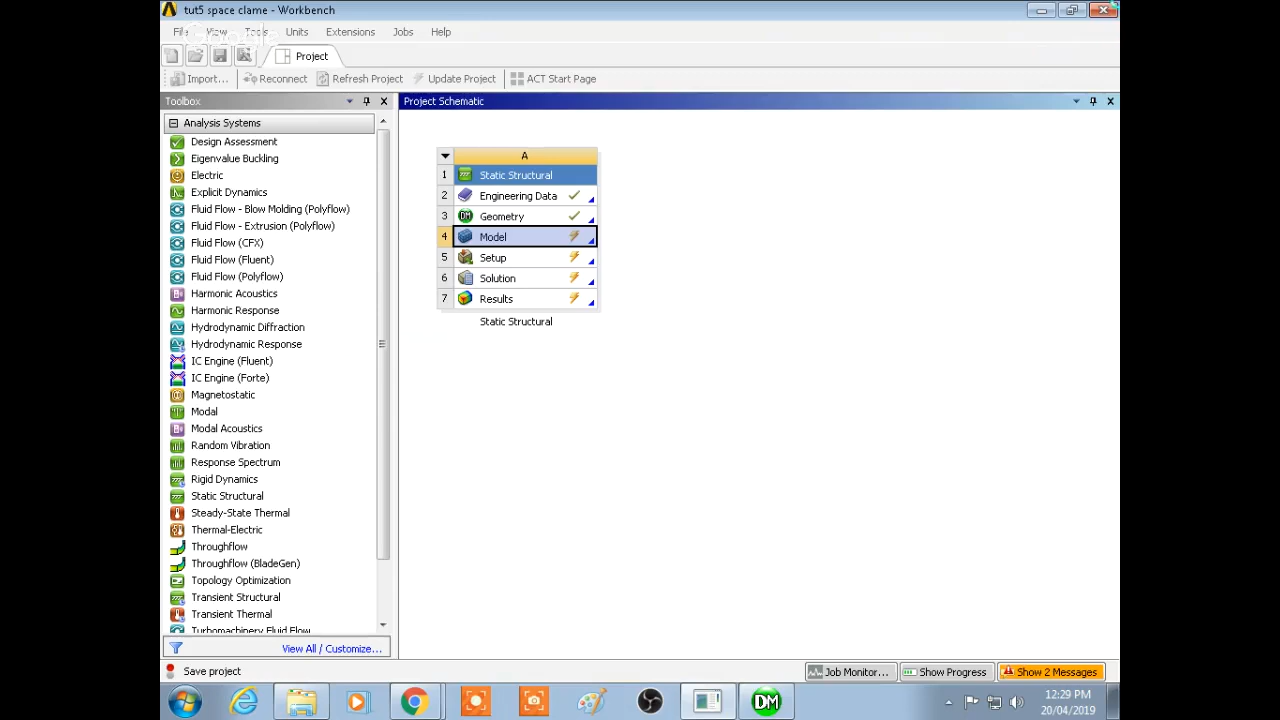 tut5 space clame - Workbench
File View Tools Units Extensions Jobs Help
Project
Import... Reconnect Refresh Project Update Project ACT Start Page
Toolbox
Project Schematic
Analysis Systems
Design Assessment
Eigenvalue Buckling
Electric
Explicit Dynamics
Fluid Flow - Blow Molding (Polyflow)
Fluid Flow - Extrusion (Polyflow)
Fluid Flow (CFX)
Fluid Flow (Fluent)
Fluid Flow (Polyflow)
Harmonic Acoustics
Harmonic Response
Hydrodynamic Diffraction
Hydrodynamic Response
IC Engine (Fluent)
IC Engine (Forte)
Magnetostatic
Modal
Modal Acoustics
Random Vibration
Response Spectrum
Rigid Dynamics
Static Structural
Steady-State Thermal
Thermal-Electric
Throughflow
Throughflow (BladeGen)
Topology Optimization
Transient Structural
Transient Thermal
Turbomachinery Fluid Flow
View All / Customize...
A
1 Static Structural
2 Engineering Data
3 DM Geometry
4 Model
5 Setup
6 Solution
7 Results
Static Structural
Save project
Job Monitor... Show Progress Show 2 Messages
DM
12:29 PM
20/04/2019